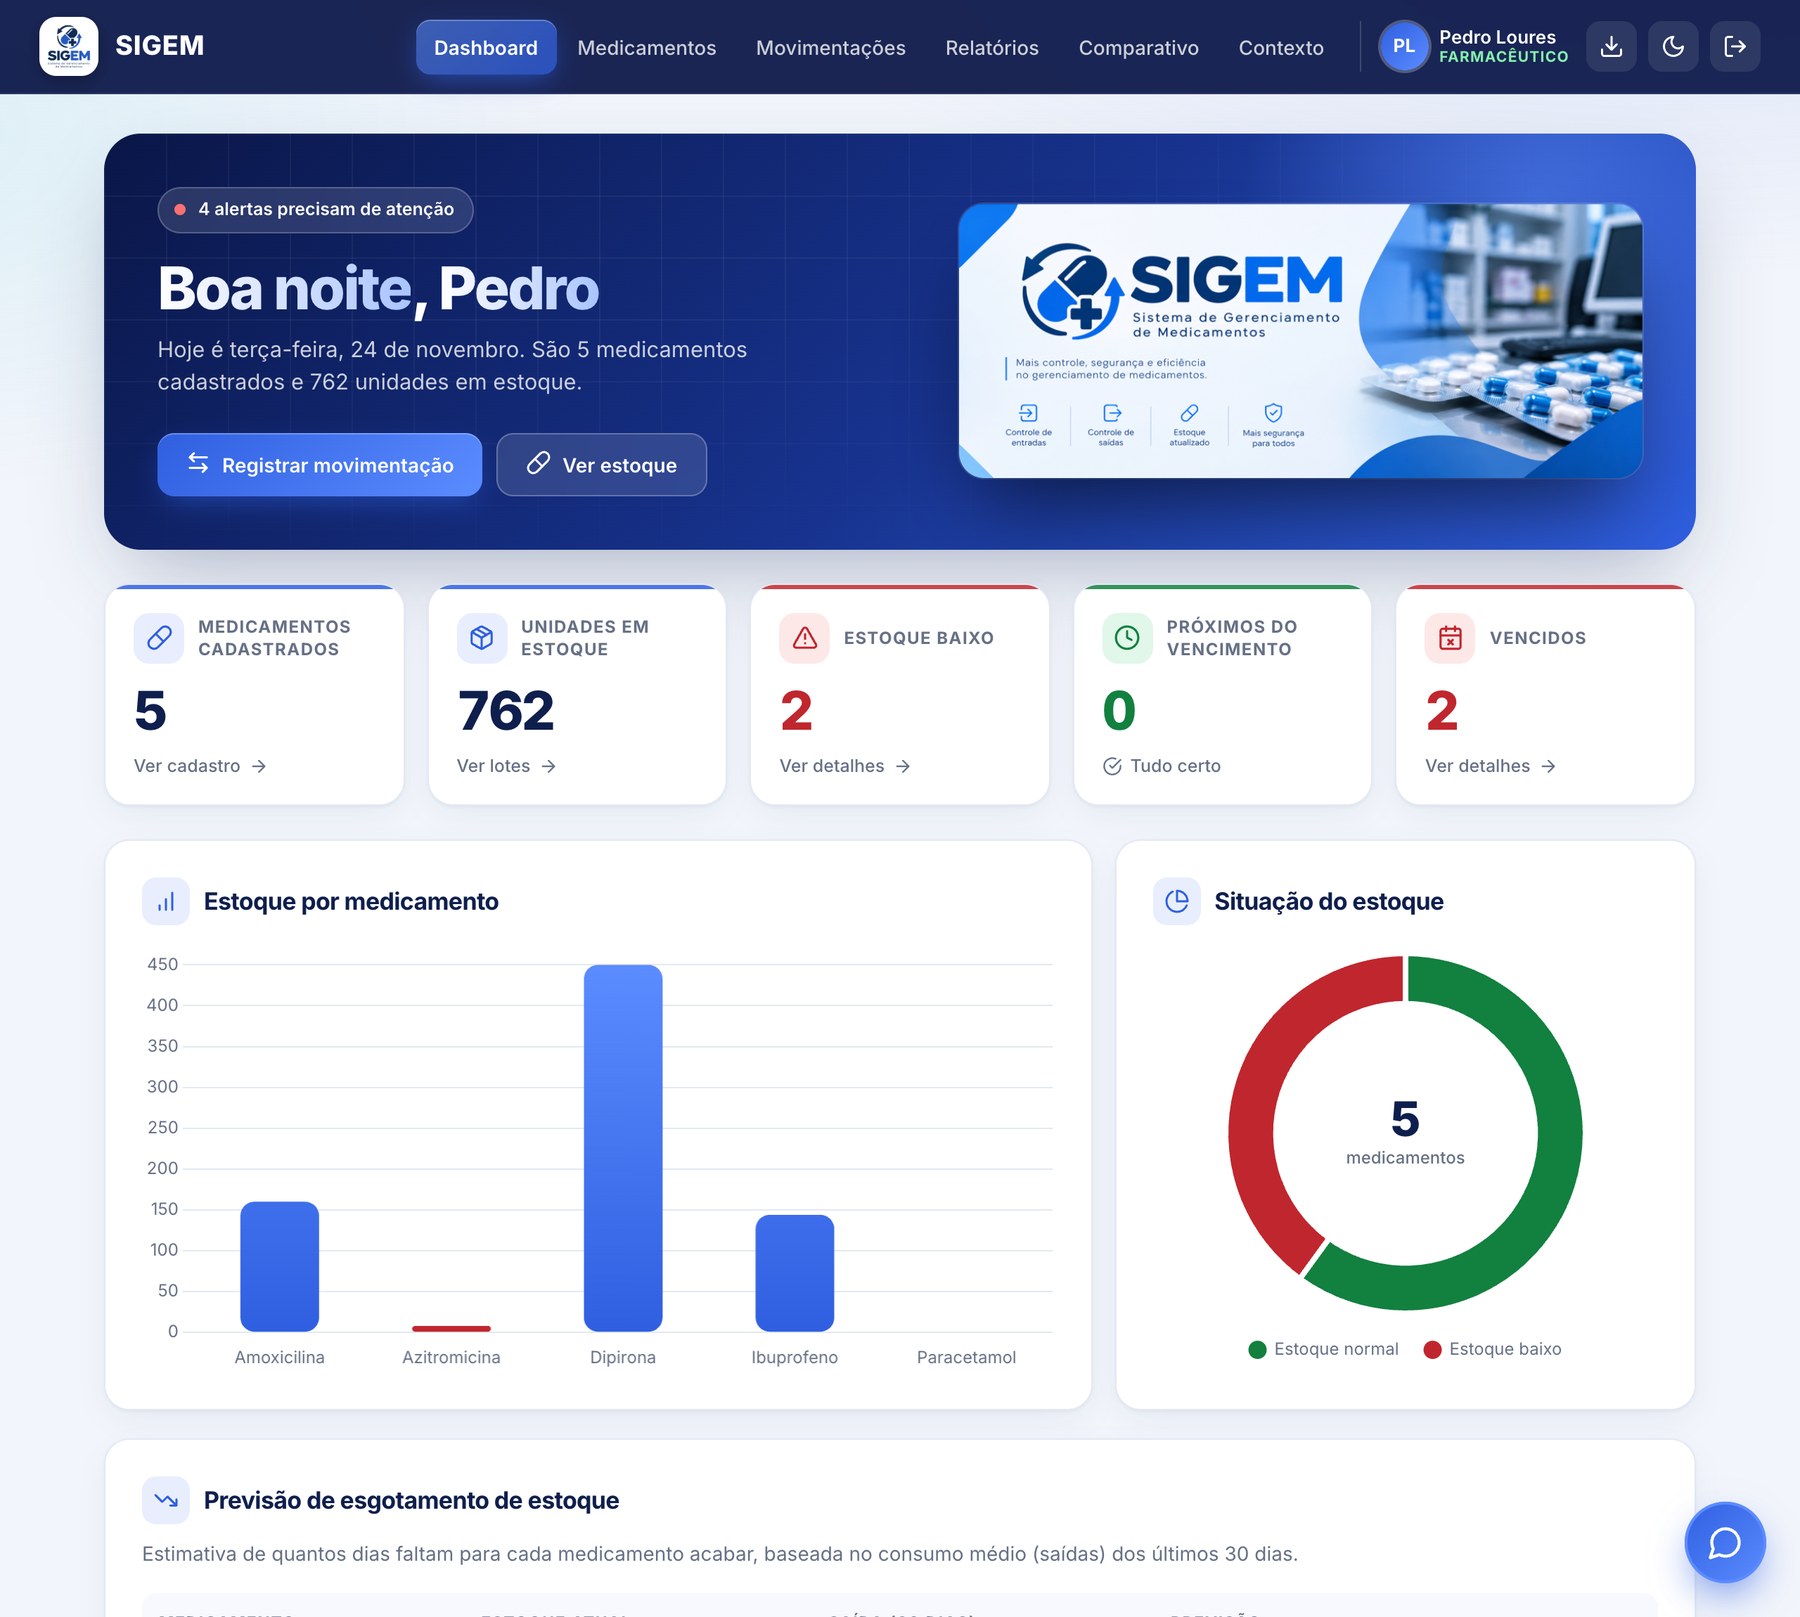 SIGEM
Sistema de Gerenciamento
de Medicamentos
SIGEM
Dashboard
Medicamentos
Movimentações
Relatórios
Comparativo
Contexto
PL
Pedro Loures
FARMACÊUTICO
4 alertas precisam de atenção
Boa noite, Pedro
Hoje é terça-feira, 24 de novembro. São 5 medicamentos
cadastrados e 762 unidades em estoque.
Registrar movimentação
Ver estoque
SIGEM
Sistema de Gerenciamento
de Medicamentos
Mais controle, segurança e eficiência
no gerenciamento de medicamentos.
Controle de
entradas
Controle de
saídas
Estoque
atualizado
Mais segurança
para todos
MEDICAMENTOS
CADASTRADOS
5
Ver cadastro
UNIDADES EM
ESTOQUE
762
Ver lotes
ESTOQUE BAIXO
2
Ver detalhes
PRÓXIMOS DO
VENCIMENTO
0
Tudo certo
VENCIDOS
2
Ver detalhes
Estoque por medicamento
450
400
350
300
250
200
150
100
50
0
Amoxicilina
Azitromicina
Dipirona
Ibuprofeno
Paracetamol
Situação do estoque
5
medicamentos
Estoque normal
Estoque baixo
Previsão de esgotamento de estoque
Estimativa de quantos dias faltam para cada medicamento acabar, baseada no consumo médio (saídas) dos últimos 30 dias.